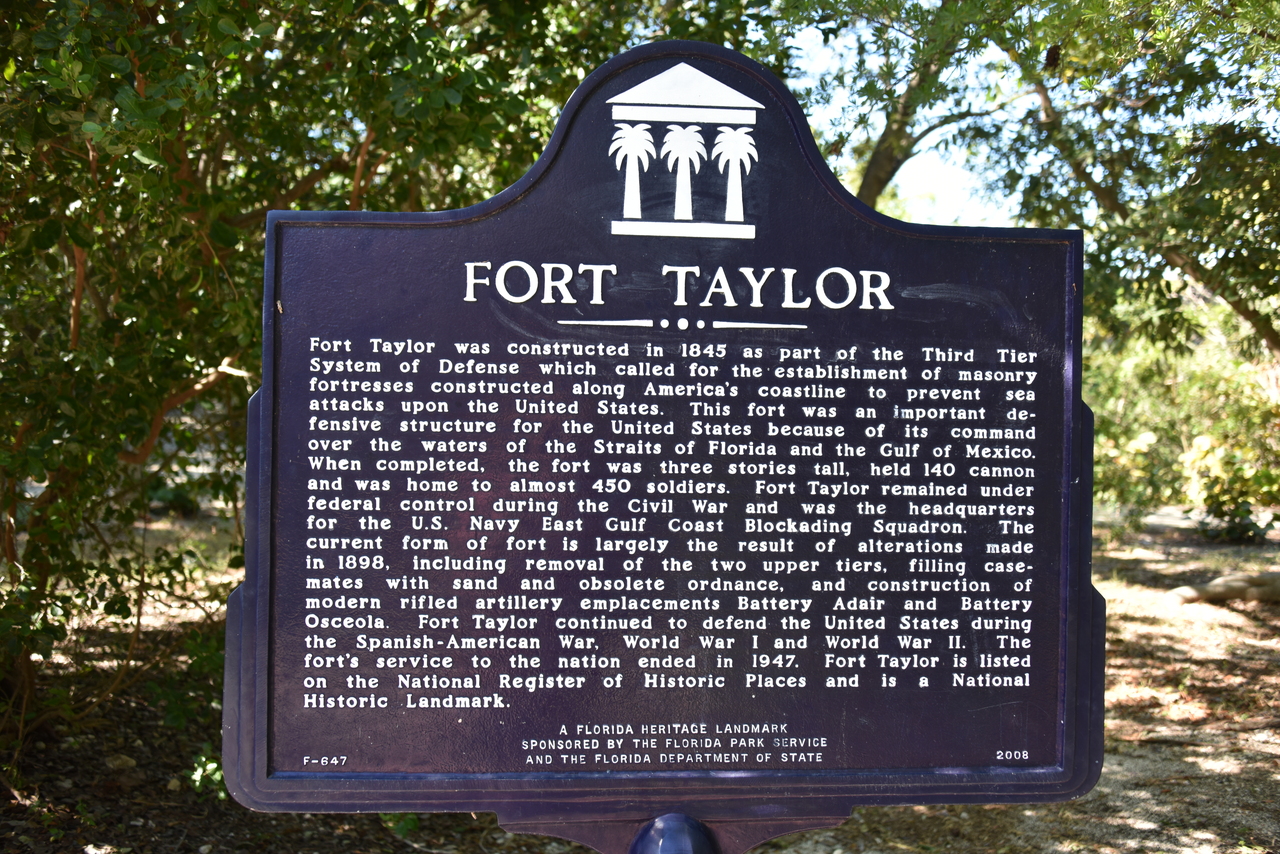 FORT TAYLOR
Fort Taylor was constructed in 1845 as part of the Third Tier
System of Defense which called for the establishment of masonry
fortresses constructed along America's coastline to prevent sea
attacks upon the United States. This fort was an important de-
fensive structure for the United States because of its command
over the waters of the Straits of Florida and the Gulf of Mexico.
When completed, the fort was three stories tall, held 140 cannon
and was home to almost 450 soldiers. Fort Taylor remained under
federal control during the Civil War and was the headquarters
for the U.S. Navy East Gulf Coast Blockading Squadron. The
current form of fort is largely the result of alterations made
in 1898, including removal of the two upper tiers, filling case-
mates with sand and obsolete ordnance, and construction of
modern rifled artillery emplacements Battery Adair and Battery
Osceola. Fort Taylor continued to defend the United States during
the Spanish-American War, World War I and World War II. The
fort's service to the nation ended in 1947. Fort Taylor is listed
on the National Register of Historic Places and is a National
Historic Landmark.
A FLORIDA HERITAGE LANDMARK
SPONSORED BY THE FLORIDA PARK SERVICE
F-647 AND THE FLORIDA DEPARTMENT OF STATE 2008